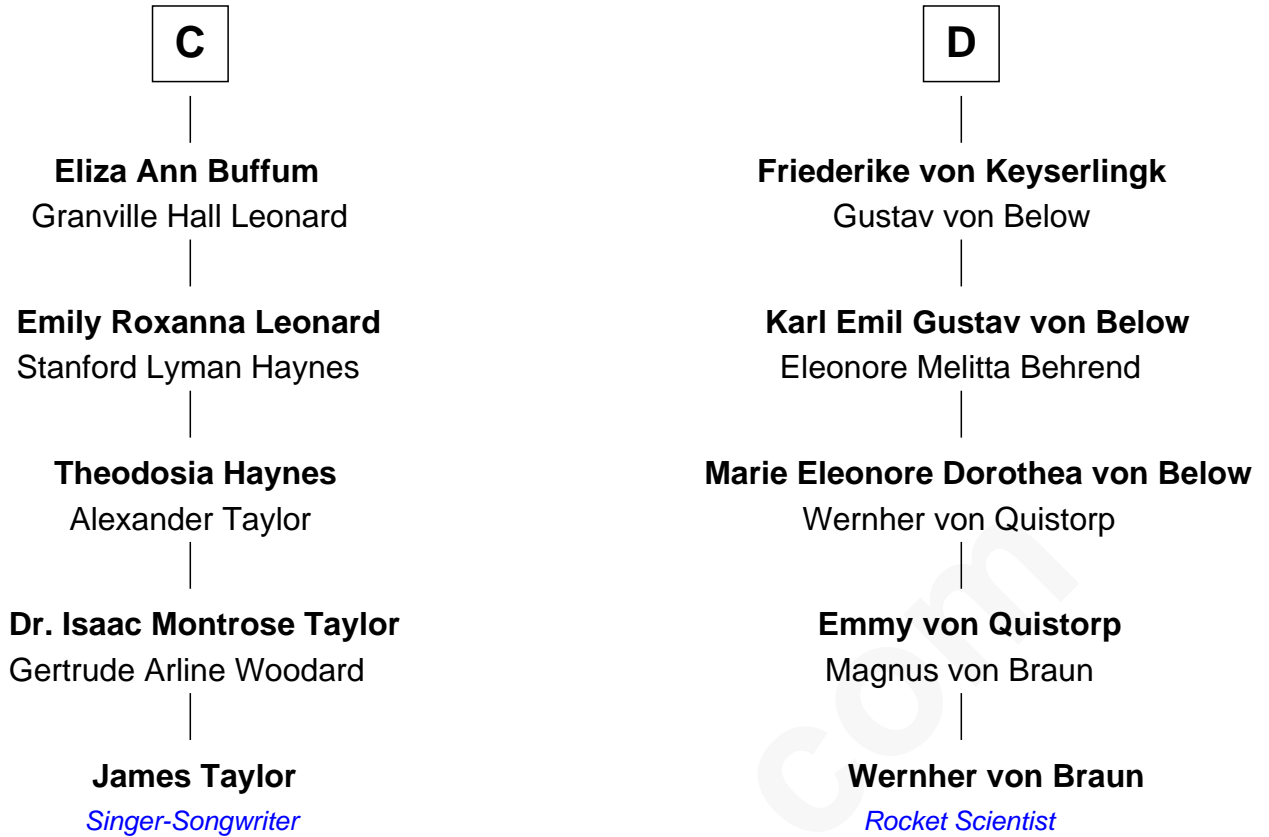 C
Eliza Ann Buffum
Granville Hall Leonard
Emily Roxanna Leonard
Stanford Lyman Haynes
Theodosia Haynes
Alexander Taylor
Dr. Isaac Montrose Taylor
Gertrude Arline Woodard
James Taylor
Singer-Songwriter
D
Friederike von Keyserlingk
Gustav von Below
Karl Emil Gustav von Below
Eleonore Melitta Behrend
Marie Eleonore Dorothea von Below
Wernher von Quistorp
Emmy von Quistorp
Magnus von Braun
Wernher von Braun
Rocket Scientist
com